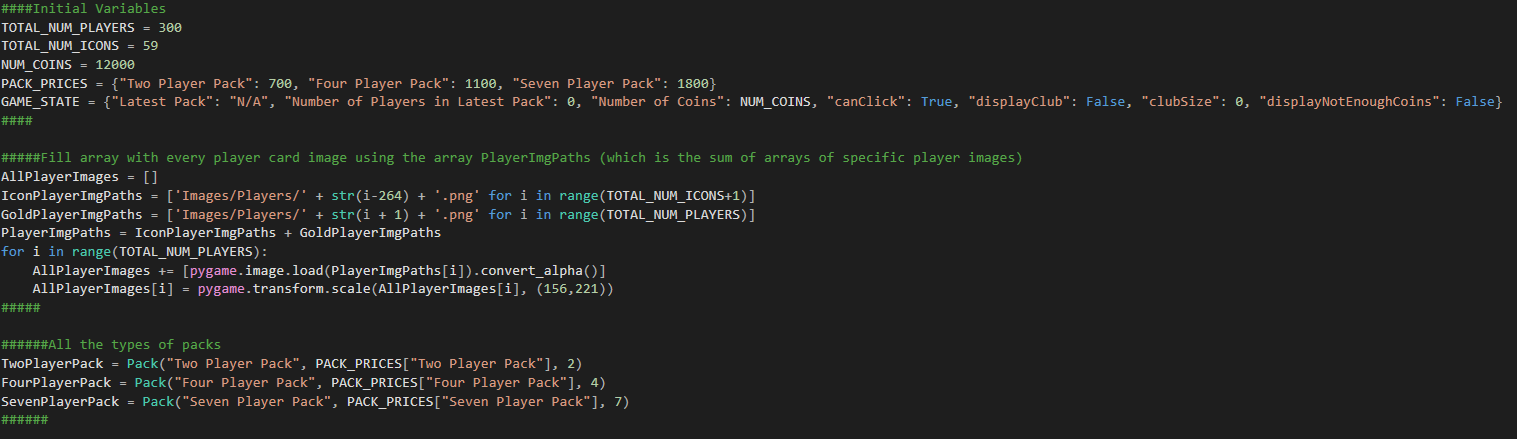 ####Initial Variables
TOTAL_NUM_PLAYERS = 300
TOTAL_NUM_ICONS = 59
NUM_COINS = 12000
PACK_PRICES = {"Two Player Pack": 700, "Four Player Pack": 1100, "Seven Player Pack": 1800}
GAME_STATE = {"Latest Pack": "N/A", "Number of Players in Latest Pack": 0, "Number of Coins": NUM_COINS, "canClick": True, "displayClub": False, "clubSize": 0, "displayNotEnoughCoins": False}
####
#####Fill array with every player card image using the array PlayerImgPaths (which is the sum of arrays of specific player images)
AllPlayerImages = []
IconPlayerImgPaths = ['Images/Players/' + str(i-264) + '.png' for i in range(TOTAL_NUM_ICONS+1)]
GoldPlayerImgPaths = ['Images/Players/' + str(i + 1) + '.png' for i in range(TOTAL_NUM_PLAYERS)]
PlayerImgPaths = IconPlayerImgPaths + GoldPlayerImgPaths
for i in range(TOTAL_NUM_PLAYERS):
    AllPlayerImages += [pygame.image.load(PlayerImgPaths[i]).convert_alpha()]
    AllPlayerImages[i] = pygame.transform.scale(AllPlayerImages[i], (156,221))
#####
######All the types of packs
TwoPlayerPack = Pack("Two Player Pack", PACK_PRICES["Two Player Pack"], 2)
FourPlayerPack = Pack("Four Player Pack", PACK_PRICES["Four Player Pack"], 4)
SevenPlayerPack = Pack("Seven Player Pack", PACK_PRICES["Seven Player Pack"], 7)
######